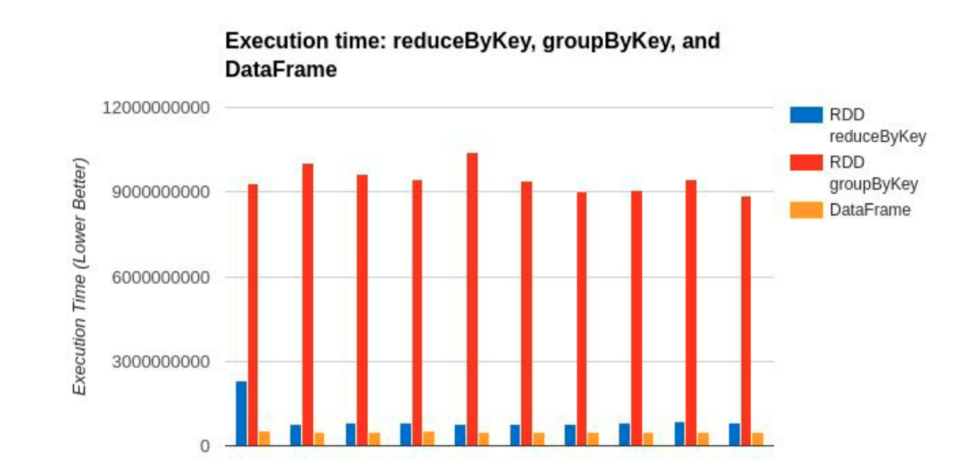 Execution time: reduceByKey, groupByKey, and
DataFrame
12000000000
9000000000
6000000000
3000000000
0
Execution Time (Lower Better)
RDD
reduceByKey
RDD
groupByKey
DataFrame